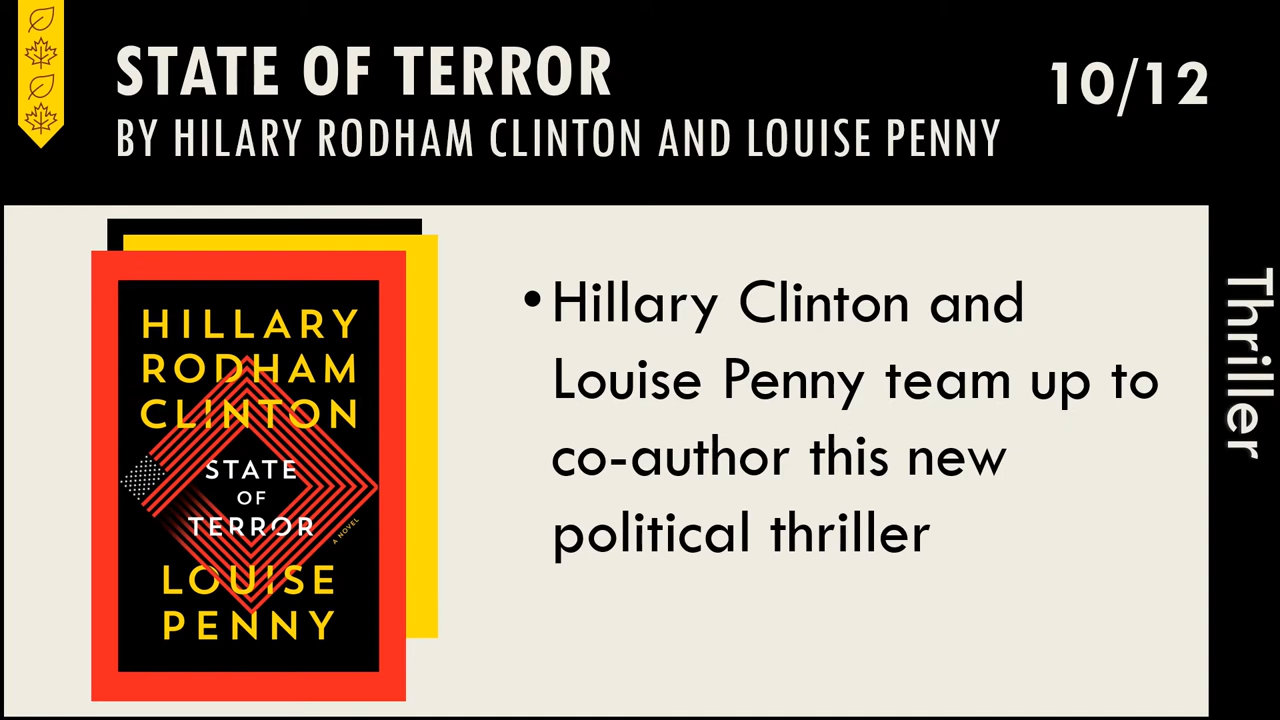 STATE OF TERROR
BY HILARY RODHAM CLINTON AND LOUISE PENNY
10/12
HILLARY
RODHAM
CLINTON
STATE
OF
TERROR
A NOVEL
LOUISE
PENNY
• Hillary Clinton and
Louise Penny team up to
co-author this new
political thriller
Thriller